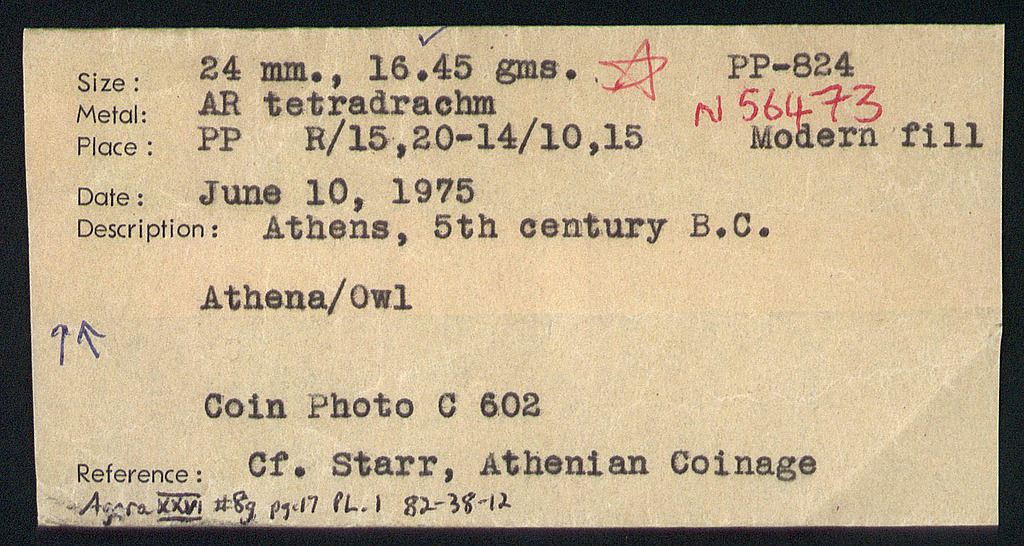 Size: 24 mm., 16.45 gms. PP-824
Metal: AR tetradrachm N 56473
Place: PP R/15,20-14/10,15 Modern fill
Date: June 10, 1975
Description: Athens, 5th century B.C.
Athena/Owl
Coin Photo C 602
Reference: Cf. Starr, Athenian Coinage
Agora XXVI #8g pg.17 PL.1 82-38-12